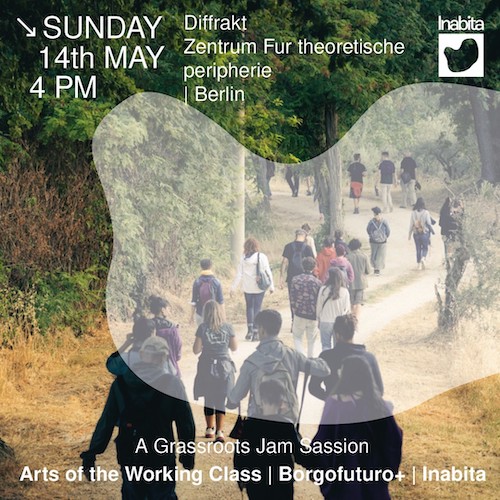 ↘ SUNDAY
14th MAY
4 PM
Diffrakt
Zentrum Fur theoretische
peripherie
| Berlin
Inabita
A Grassroots Jam Sassion
Arts of the Working Class | Borgofuturo+ | Inabita